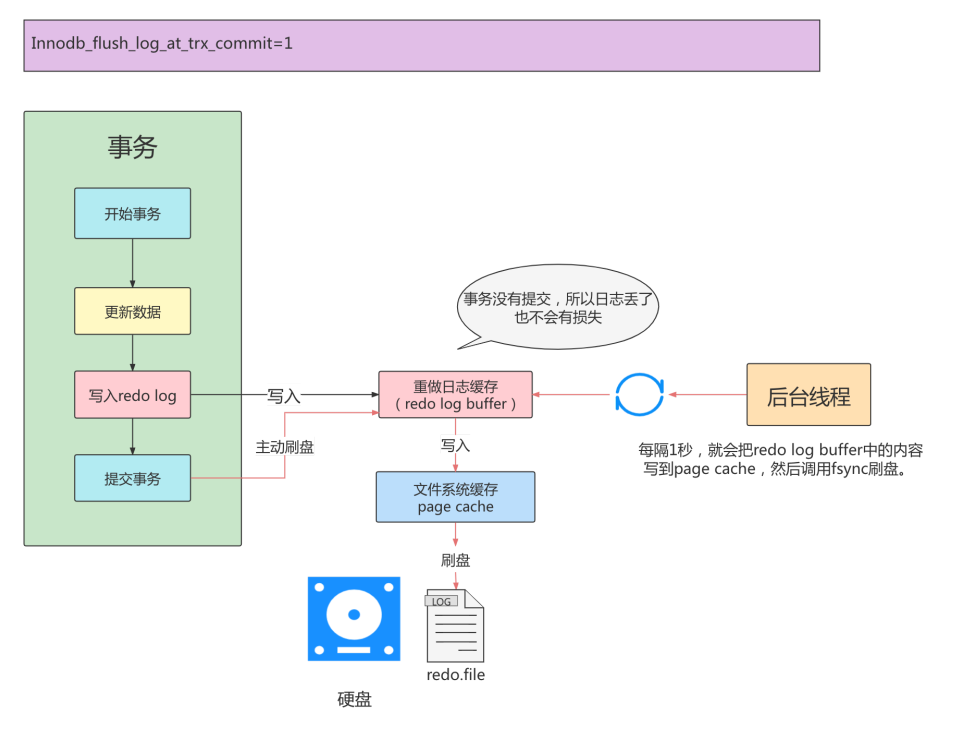 Innodb_flush_log_at_trx_commit=1
事务
开始事务
更新数据
写入redo log
提交事务
写入
主动刷盘
事务没有提交，所以日志丢了
也不会有损失
重做日志缓存
（redo log buffer）
写入
文件系统缓存
page cache
刷盘
LOG
redo.file
硬盘
后台线程
每隔1秒，就会把redo log buffer中的内容
写到page cache，然后调用fsync刷盘。